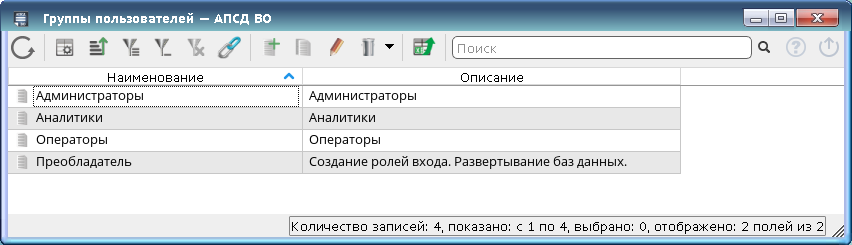 Группы пользователей — АПСД ВО
Поиск
Наименование Описание
Администраторы Администраторы
Аналитики Аналитики
Операторы Операторы
Преобладатель Создание ролей входа. Развертывание баз данных.
Количество записей: 4, показано: с 1 по 4, выбрано: 0, отображено: 2 полей из 2